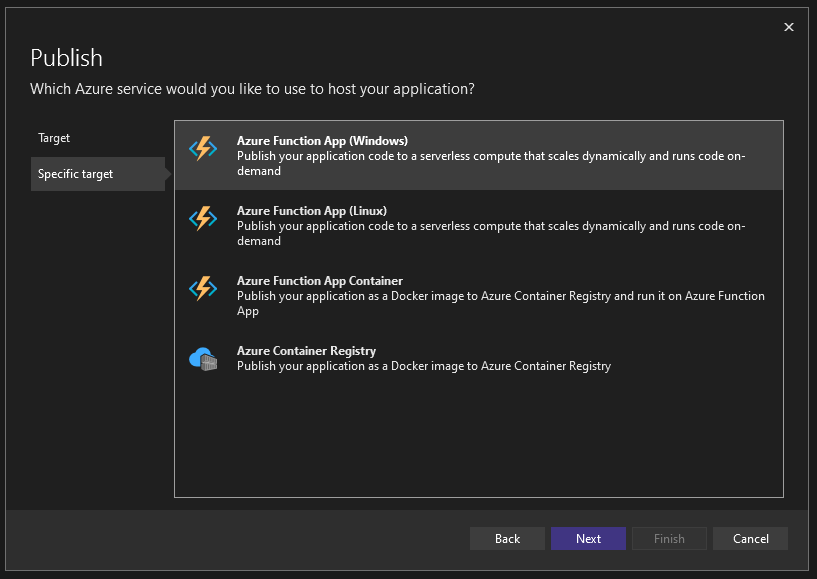 Publish
Which Azure service would you like to use to host your application?
Target
Specific target
Azure Function App (Windows)
Publish your application code to a serverless compute that scales dynamically and runs code on-
demand
Azure Function App (Linux)
Publish your application code to a serverless compute that scales dynamically and runs code on-
demand
Azure Function App Container
Publish your application as a Docker image to Azure Container Registry and run it on Azure Function
App
Azure Container Registry
Publish your application as a Docker image to Azure Container Registry
Back
Next
Finish
Cancel